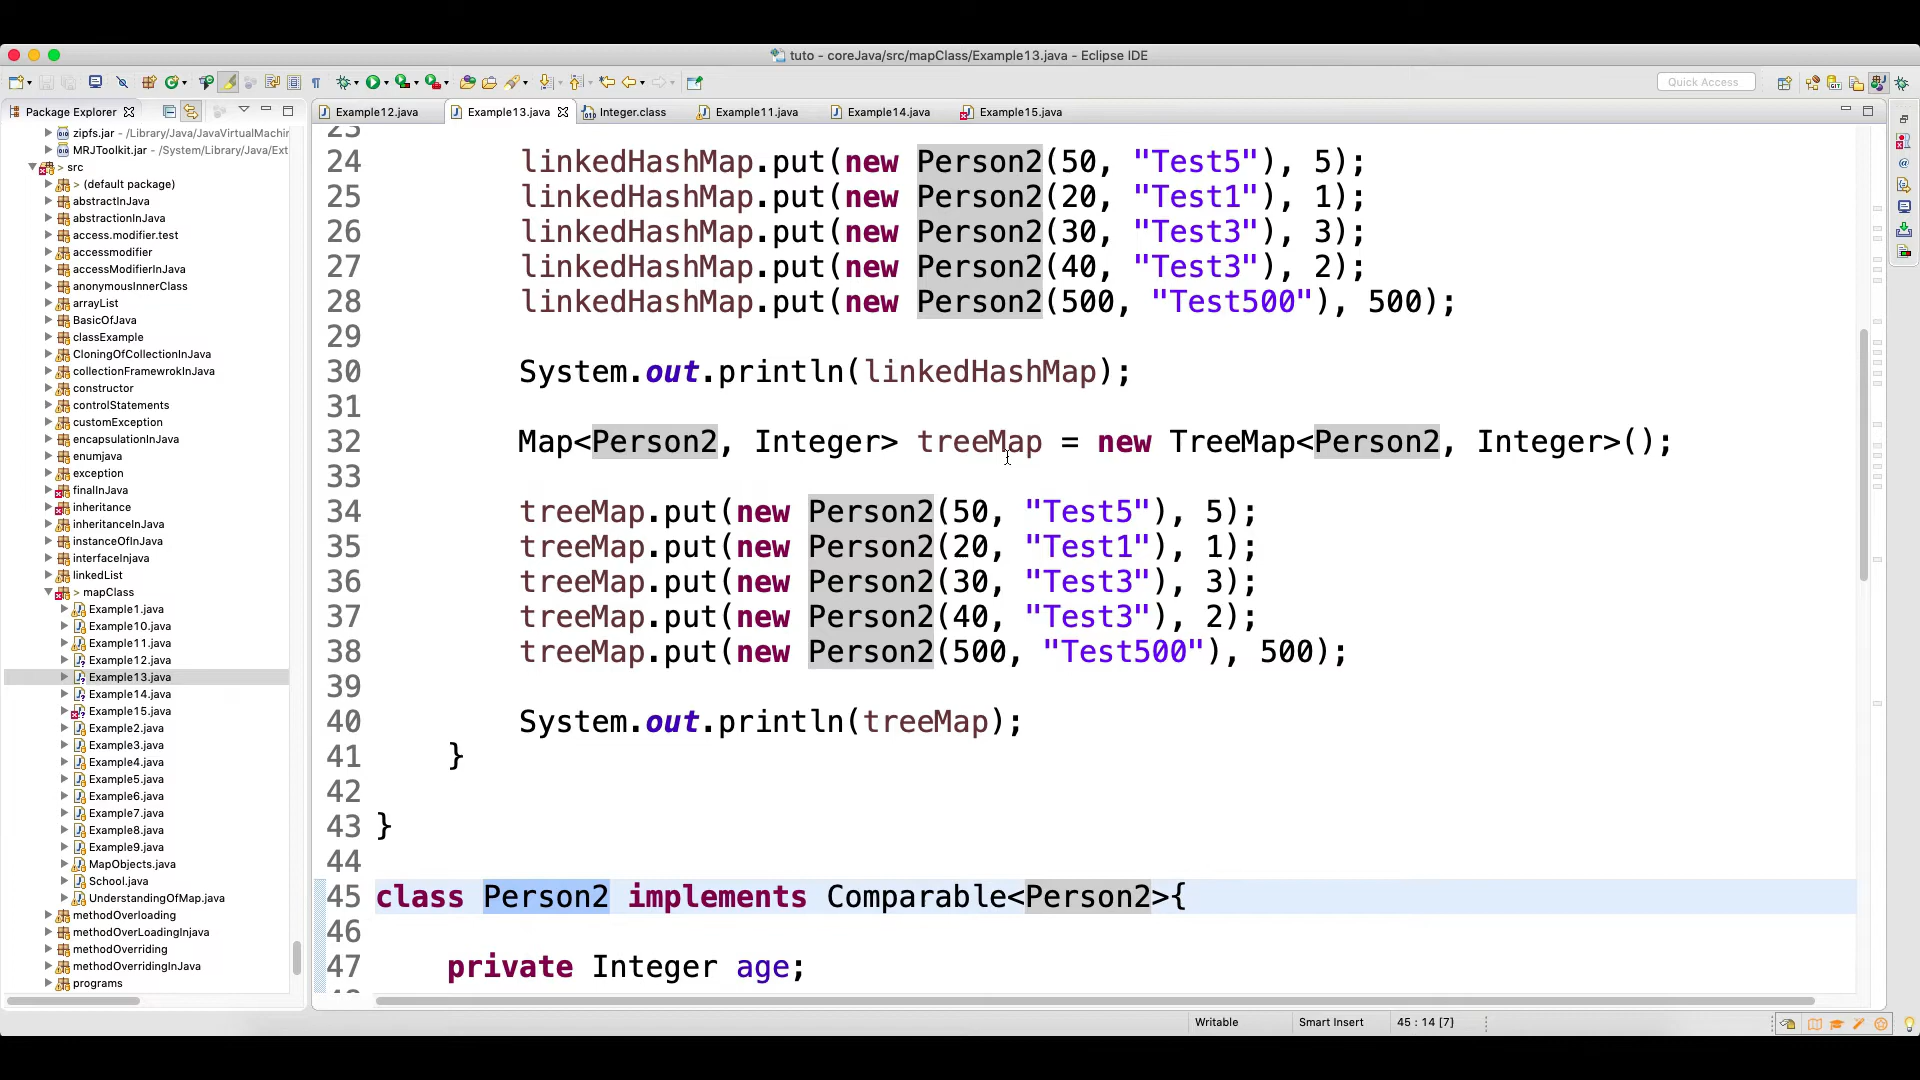 tuto - coreJava/src/mapClass/Example13.java - Eclipse IDE
Quick Access
Package Explorer
Example12.java
Example13.java
Integer.class
Example11.java
Example14.java
Example15.java
zipfs.jar - /Library/Java/JavaVirtualMachin
MRJToolkit.jar - /System/Library/Java/Ext
> src
> (default package)
abstractInJava
abstractionInJava
access.modifier.test
accessmodifier
accessModifierInJava
anonymousInnerClass
arrayList
BasicOfJava
classExample
CloningOfCollectionInJava
collectionFramewrokInJava
constructor
controlStatements
customException
encapsulationInJava
enumjava
exception
finalInJava
inheritance
inheritanceInJava
instanceOfInJava
interfaceInjava
linkedList
> mapClass
Example1.java
Example10.java
Example11.java
Example12.java
Example13.java
Example14.java
Example15.java
Example2.java
Example3.java
Example4.java
Example5.java
Example6.java
Example7.java
Example8.java
Example9.java
MapObjects.java
School.java
UnderstandingOfMap.java
methodOverloading
methodOverLoadingInjava
methodOverriding
methodOverridingInJava
programs
23
24 linkedHashMap.put(new Person2(50, "Test5"), 5);
25 linkedHashMap.put(new Person2(20, "Test1"), 1);
26 linkedHashMap.put(new Person2(30, "Test3"), 3);
27 linkedHashMap.put(new Person2(40, "Test3"), 2);
28 linkedHashMap.put(new Person2(500, "Test500"), 500);
29
30 System.out.println(linkedHashMap);
31
32 Map<Person2, Integer> treeMap = new TreeMap<Person2, Integer>();
33
34 treeMap.put(new Person2(50, "Test5"), 5);
35 treeMap.put(new Person2(20, "Test1"), 1);
36 treeMap.put(new Person2(30, "Test3"), 3);
37 treeMap.put(new Person2(40, "Test3"), 2);
38 treeMap.put(new Person2(500, "Test500"), 500);
39
40 System.out.println(treeMap);
41 }
42
43 }
44
45 class Person2 implements Comparable<Person2>{
46
47 private Integer age;
Writable
Smart Insert
45 : 14 [7]